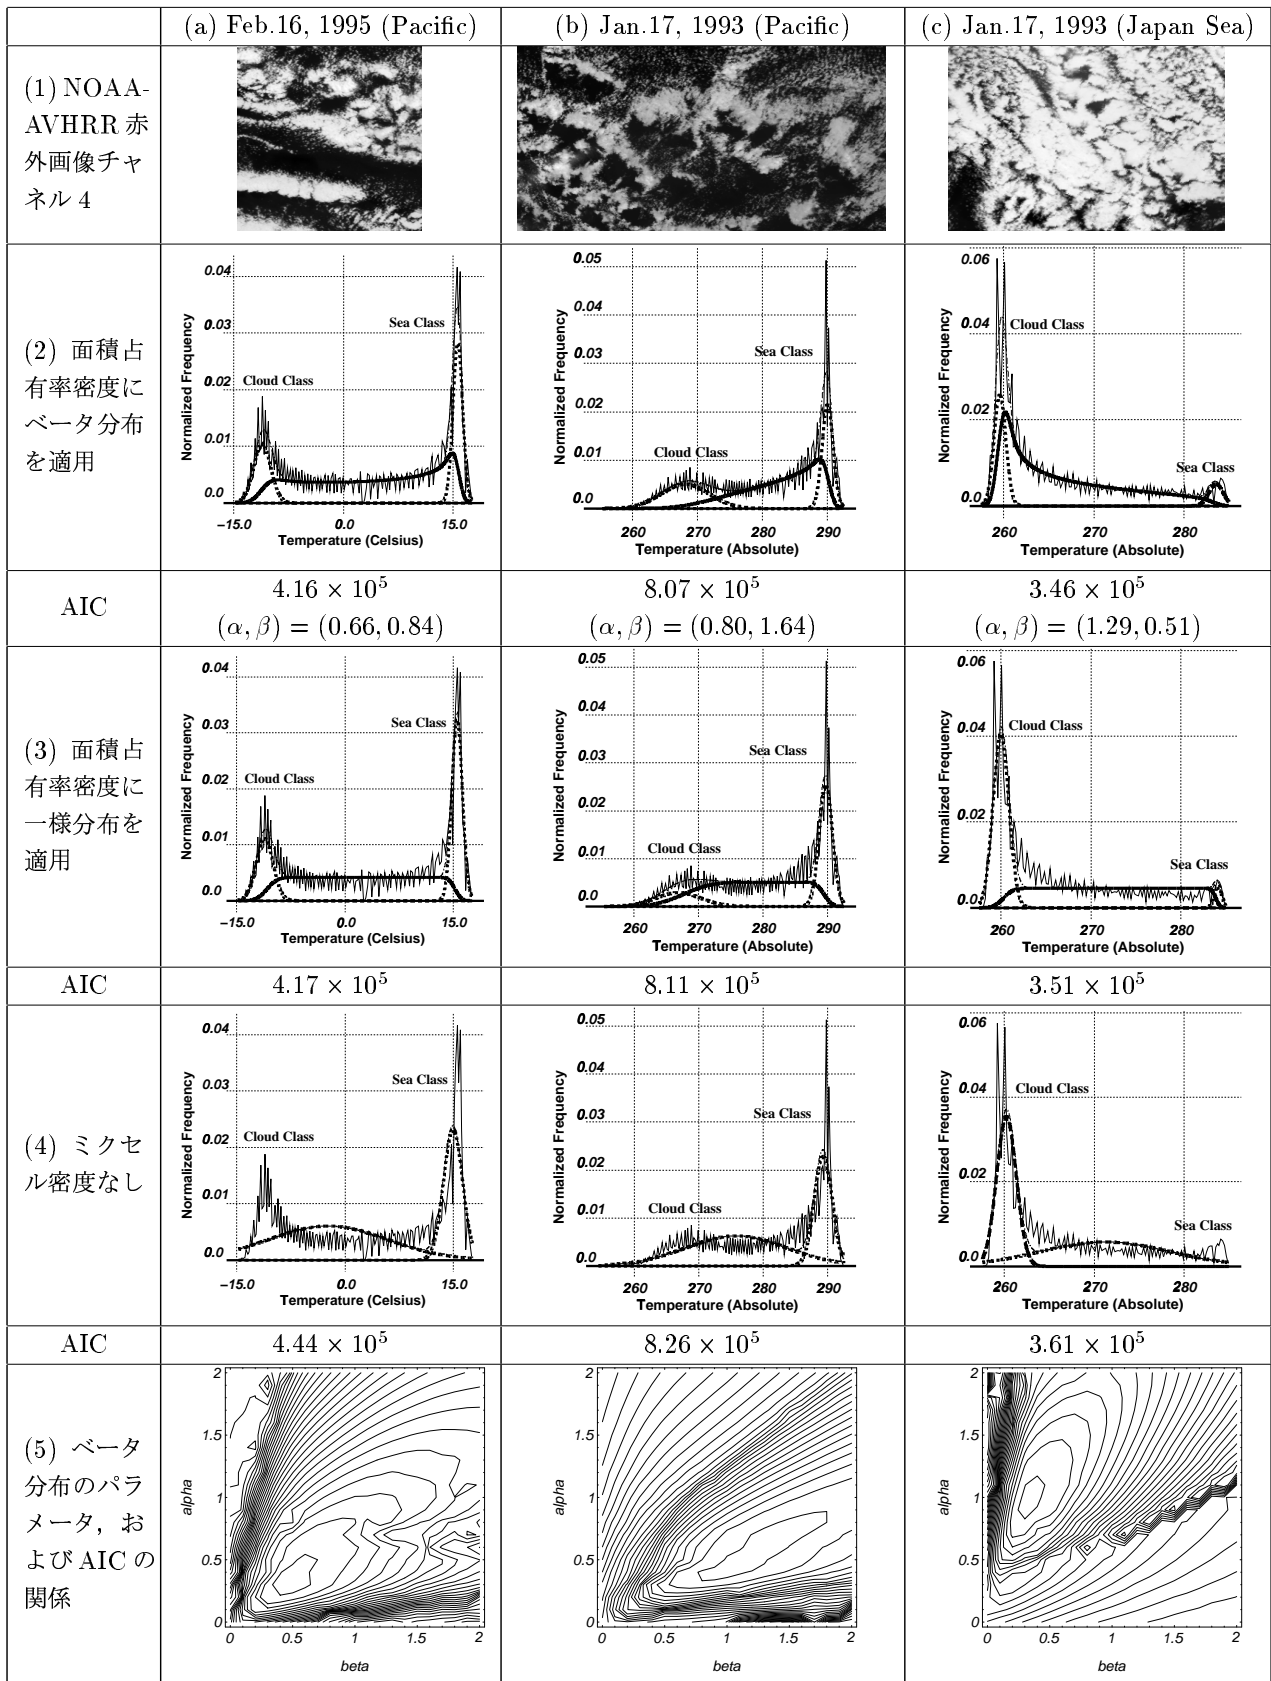 (a) Feb.16, 1995 (Pacific)
(b) Jan.17, 1993 (Pacific)
(c) Jan.17, 1993 (Japan Sea)
(1) NOAA-
AVHRR 赤
外画像チャ
ネル 4
(2) 面積占
有率密度に
ベータ分布
を適用
Normalized Frequency
0.04
0.03
0.02
0.01
0.0
Sea Class
Cloud Class
-15.0
0.0
15.0
Temperature (Celsius)
Normalized Frequency
0.05
0.04
0.03
0.02
0.01
0.0
Sea Class
Cloud Class
260
270
280
290
Temperature (Absolute)
Normalized Frequency
0.06
0.04
0.02
0.0
Cloud Class
Sea Class
260
270
280
Temperature (Absolute)
AIC
4.16 × 10⁵
(α, β) = (0.66, 0.84)
8.07 × 10⁵
(α, β) = (0.80, 1.64)
3.46 × 10⁵
(α, β) = (1.29, 0.51)
(3) 面積占
有率密度に
一様分布を
適用
Normalized Frequency
0.04
0.03
0.02
0.01
0.0
Sea Class
Cloud Class
-15.0
0.0
15.0
Temperature (Celsius)
Normalized Frequency
0.05
0.04
0.03
0.02
0.01
0.0
Sea Class
Cloud Class
260
270
280
290
Temperature (Absolute)
Normalized Frequency
0.06
0.04
0.02
0.0
Cloud Class
Sea Class
260
270
280
Temperature (Absolute)
AIC
4.17 × 10⁵
8.11 × 10⁵
3.51 × 10⁵
(4) ミクセ
ル密度なし
Normalized Frequency
0.04
0.03
0.02
0.01
0.0
Sea Class
Cloud Class
-15.0
0.0
15.0
Temperature (Celsius)
Normalized Frequency
0.05
0.04
0.03
0.02
0.01
0.0
Sea Class
Cloud Class
260
270
280
290
Temperature (Absolute)
Normalized Frequency
0.06
0.04
0.02
0.0
Cloud Class
Sea Class
260
270
280
Temperature (Absolute)
AIC
4.44 × 10⁵
8.26 × 10⁵
3.61 × 10⁵
(5) ベータ
分布のパラ
メータ，お
よび AIC の
関係
alpha
2
1.5
1
0.5
0
0
0.5
1
1.5
2
beta
alpha
2
1.5
1
0.5
0
0
0.5
1
1.5
2
beta
alpha
2
1.5
1
0.5
0
0
0.5
1
1.5
2
beta